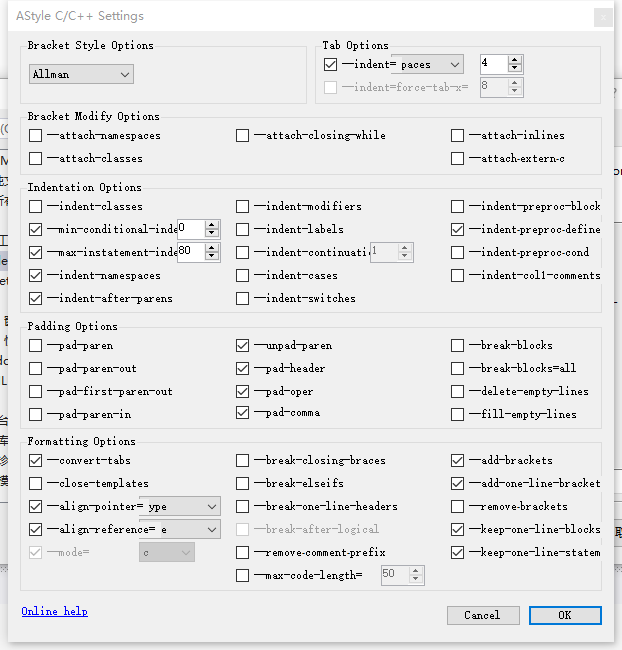 AStyle C/C++ Settings
Bracket Style Options
Allman
Tab Options
--indent= paces 4
--indent=force-tab-x= 8
Bracket Modify Options
--attach-namespaces --attach-closing-while --attach-inlines
--attach-classes --attach-extern-c
Indentation Options
--indent-classes --indent-modifiers --indent-preproc-block
--min-conditional-inde 0 --indent-labels --indent-preproc-define
--max-instatement-inde 80 --indent-continuati 1 --indent-preproc-cond
--indent-namespaces --indent-cases --indent-col1-comments
--indent-after-parens --indent-switches
Padding Options
--pad-paren --unpad-paren --break-blocks
--pad-paren-out --pad-header --break-blocks=all
--pad-first-paren-out --pad-oper --delete-empty-lines
--pad-paren-in --pad-comma --fill-empty-lines
Formatting Options
--convert-tabs --break-closing-braces --add-brackets
--close-templates --break-elseifs --add-one-line-bracket
--align-pointer= ype --break-one-line-headers --remove-brackets
--align-reference= e --break-after-logical --keep-one-line-blocks
--mode= c --remove-comment-prefix --keep-one-line-statem
--max-code-length= 50
Online help
Cancel OK